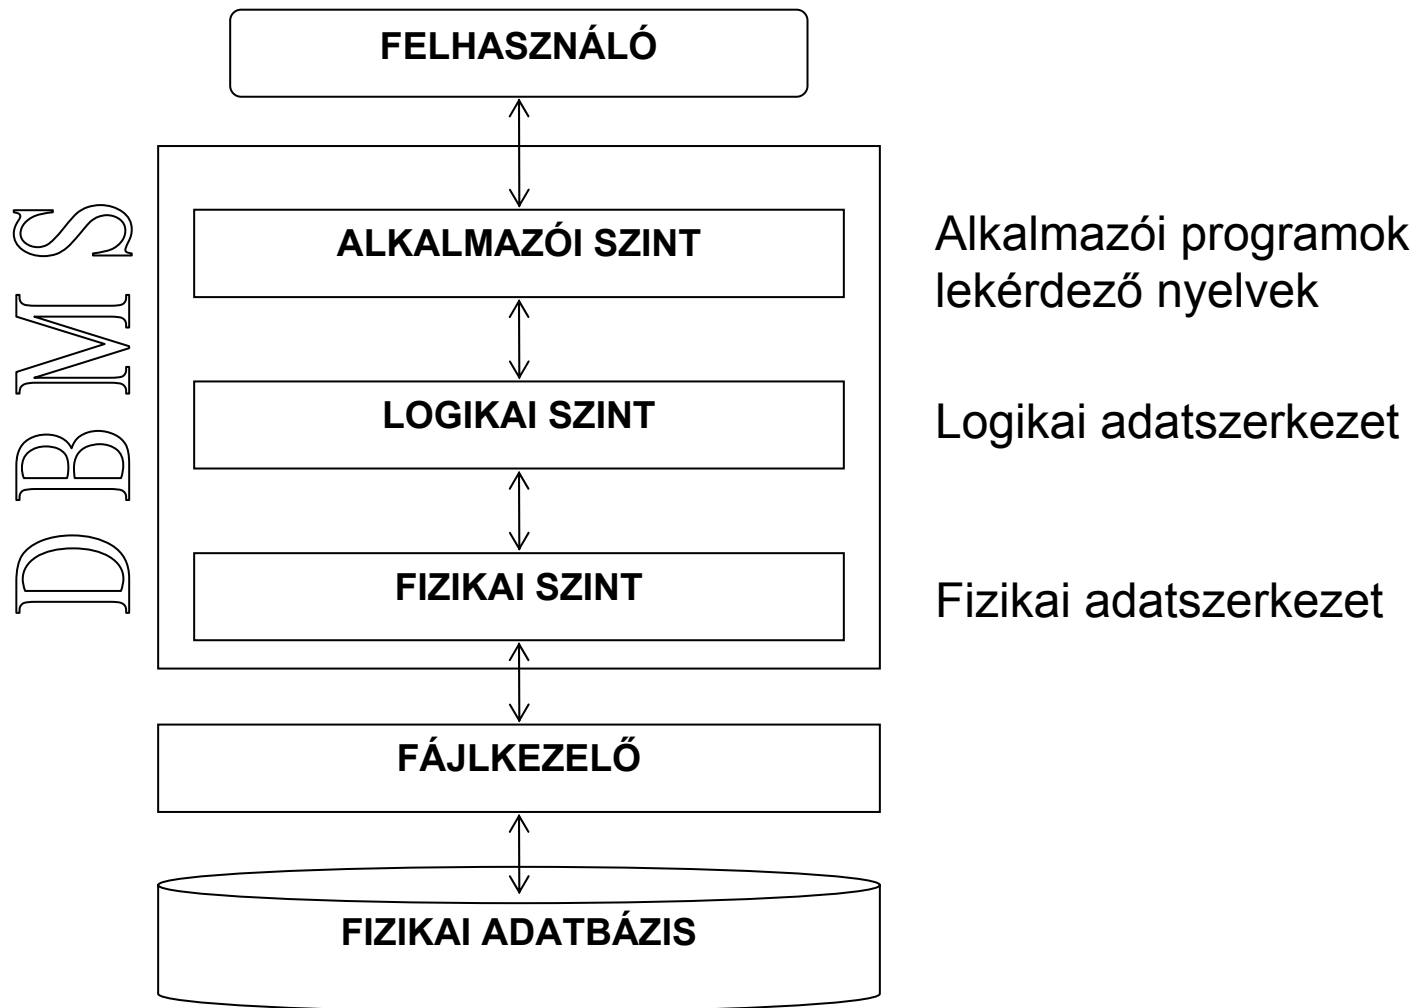 FELHASZNÁLÓ
DBMS
ALKALMAZÓI SZINT
Alkalmazói programok
lekérdező nyelvek
LOGIKAI SZINT
Logikai adatszerkezet
FIZIKAI SZINT
Fizikai adatszerkezet
FÁJLKEZELŐ
FIZIKAI ADATBÁZIS